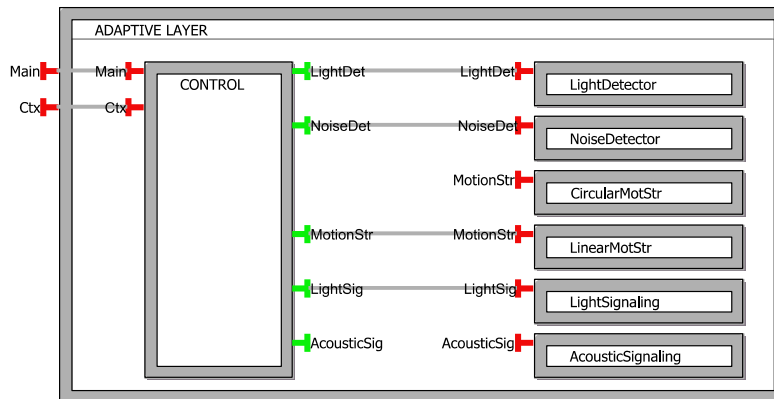 ADAPTIVE LAYER
Main Main LightDet LightDet LightDetector
CONTROL
Ctx Ctx
NoiseDet NoiseDet NoiseDetector
MotionStr CircularMotStr
MotionStr MotionStr LinearMotStr
LightSig LightSig LightSignaling
AcousticSig AcousticSig AcousticSignaling